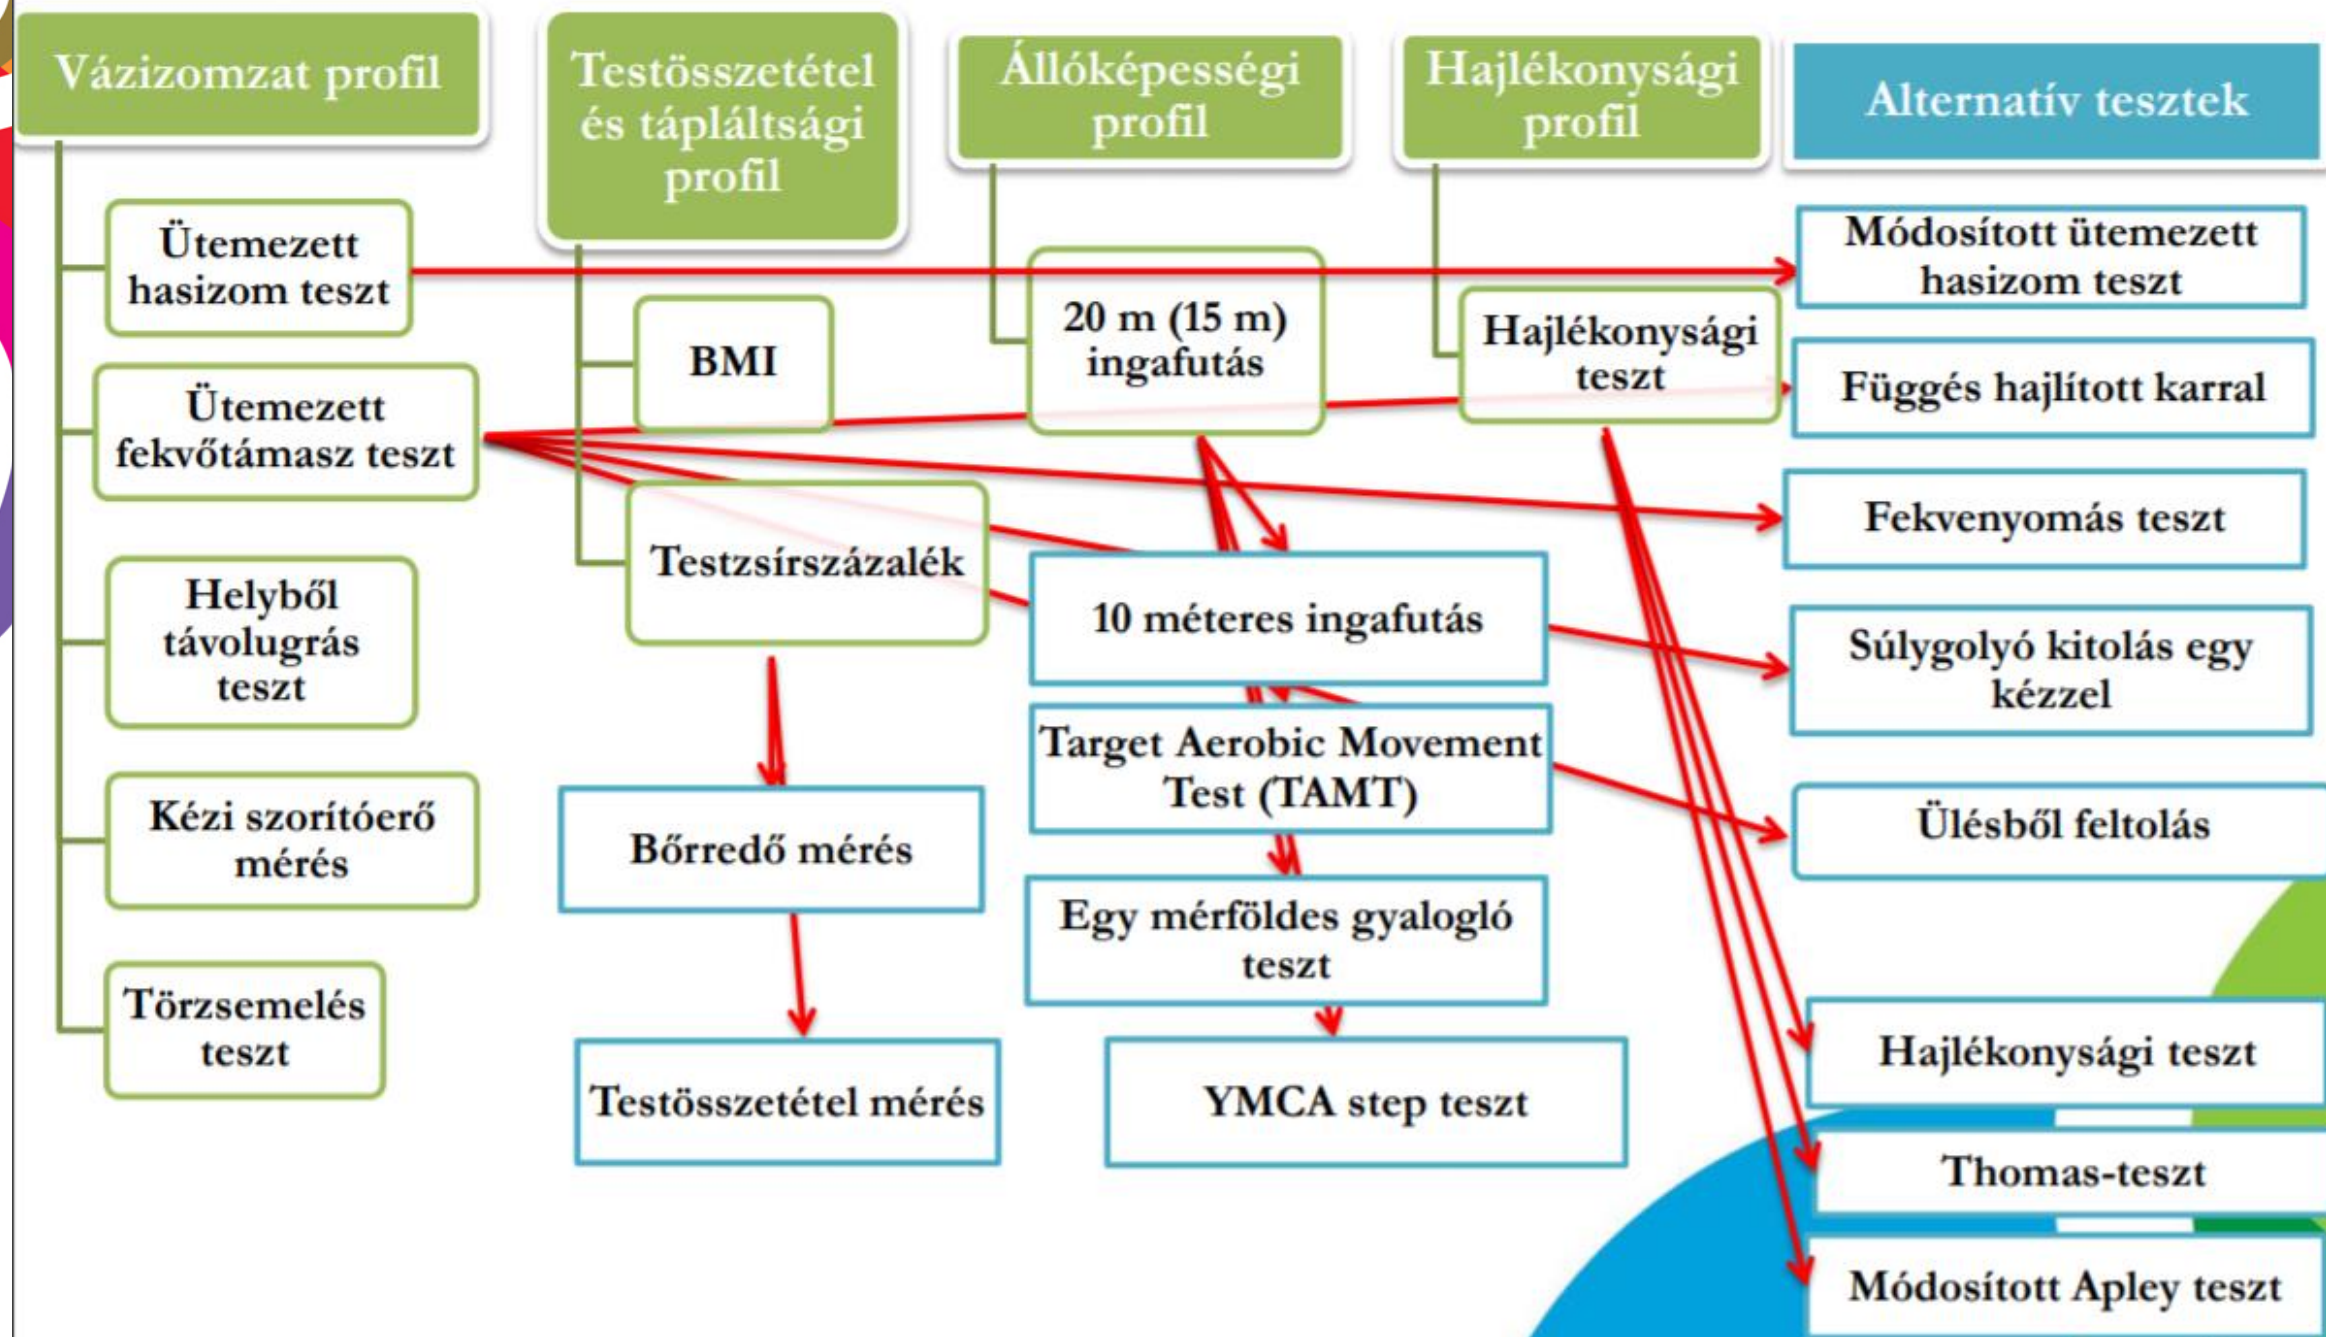 Vázizomzat profil
Ütemezett
hasizom teszt
Ütemezett
fekvőtámasz teszt
Helyből
távolugrás
teszt
Kézi szorítóerő
mérés
Törzsemelés
teszt
Testösszetétel
és tápláltsági
profil
BMI
Testzsírszázalék
Bőrredő mérés
Testösszetétel mérés
Állóképességi
profil
20 m (15 m)
ingafutás
10 méteres ingafutás
Target Aerobic Movement
Test (TAMT)
Egy mérföldes gyalogló
teszt
YMCA step teszt
Hajlékonysági
profil
Hajlékonysági
teszt
Alternatív tesztek
Módosított ütemezett
hasizom teszt
Függés hajlított karral
Fekvenyomás teszt
Súlygolyó kitolás egy
kézzel
Ülésből feltolás
Hajlékonysági teszt
Thomas-teszt
Módosított Apley teszt